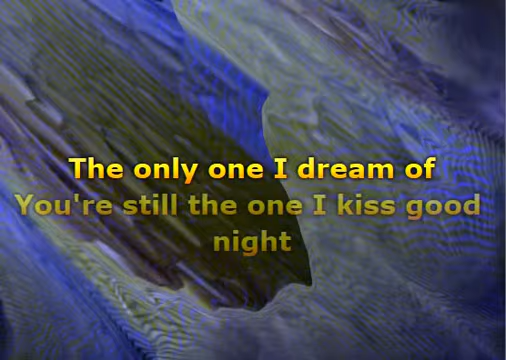 The only one I dream of
You're still the one I kiss good
night